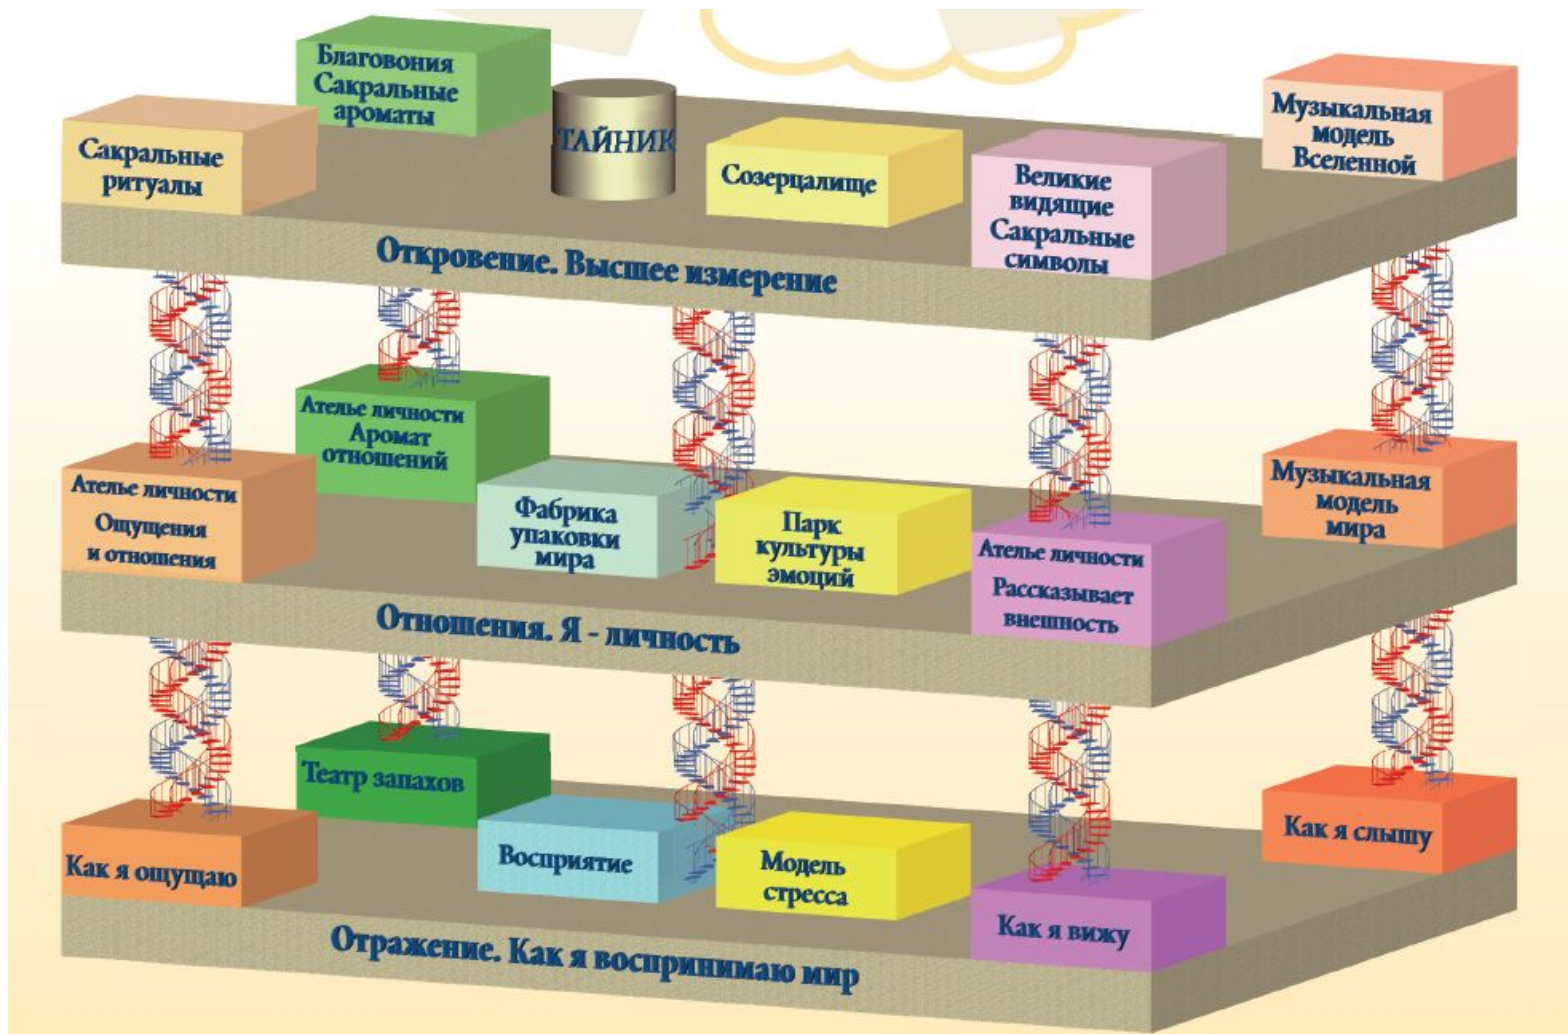 Благовония
Сакральные
ароматы
Сакральные
ритуалы
ТАЙНИК
Созерцалище
Великие
видящие
Сакральные
символы
Музыкальная
модель
Вселенной
Откровение. Высшее измерение
Ателье личности
Аромат
отношений
Ателье личности
Ощущения
и отношения
Фабрика
упаковки
мира
Парк
культуры
эмоций
Ателье личности
Рассказывает
внешность
Музыкальная
модель
мира
Отношения. Я - личность
Театр запахов
Как я ощущаю
Восприятие
Модель
стресса
Как я вижу
Как я слышу
Отражение. Как я воспринимаю мир